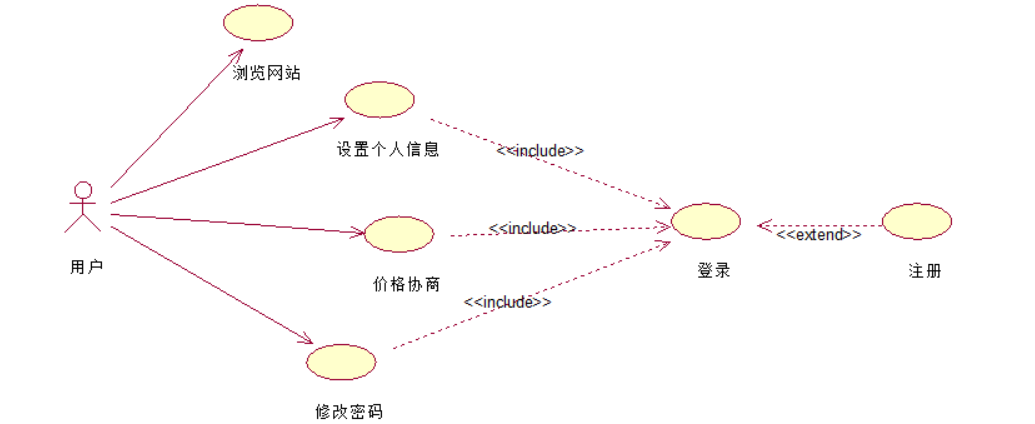 浏览网站
设置个人信息
<<include>>
用户
价格协商
<<include>>
登录
<<extend>>
注册
<<include>>
修改密码